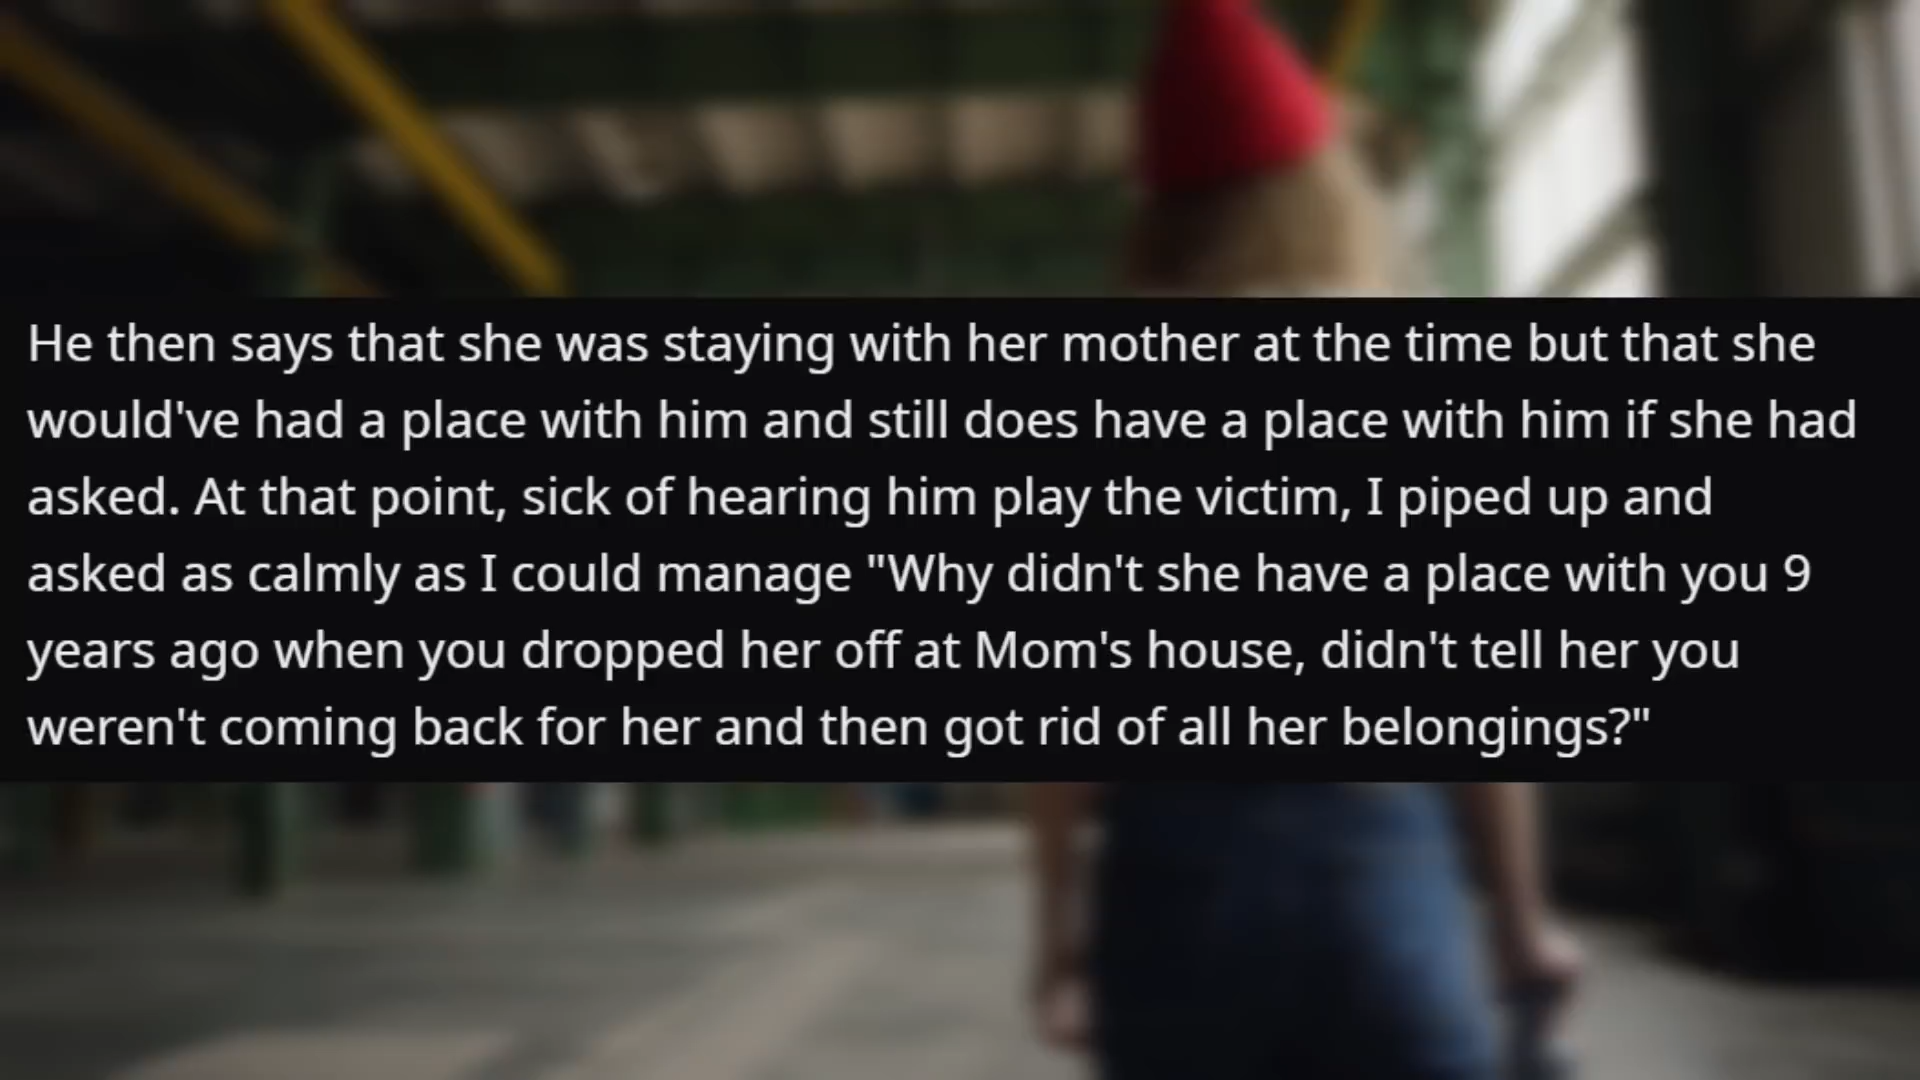 He then says that she was staying with her mother at the time but that she
would've had a place with him and still does have a place with him if she had
asked. At that point, sick of hearing him play the victim, I piped up and
asked as calmly as I could manage "Why didn't she have a place with you 9
years ago when you dropped her off at Mom's house, didn't tell her you
weren't coming back for her and then got rid of all her belongings?"